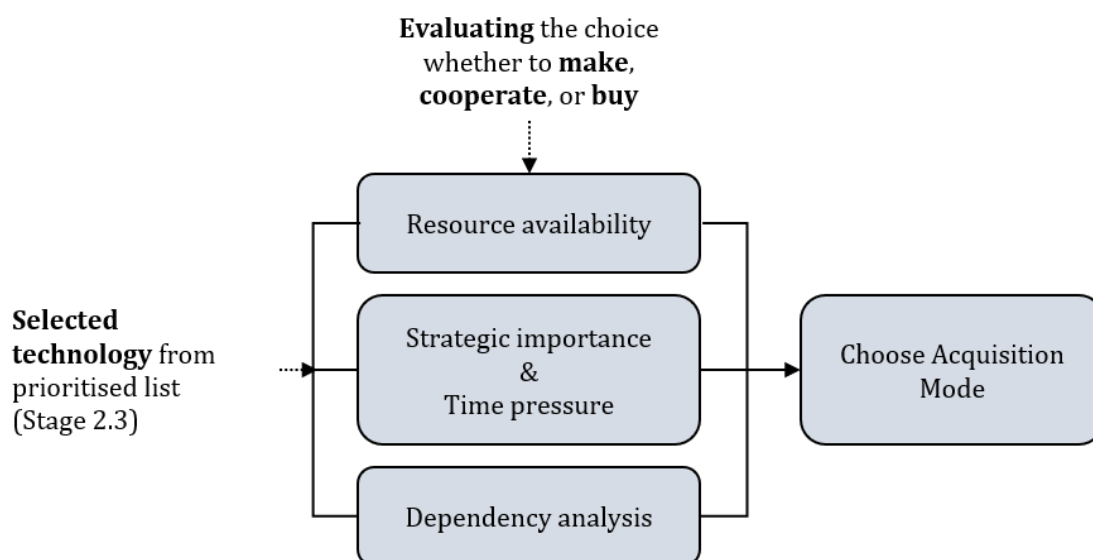 Evaluating the choice
whether to make,
cooperate, or buy
Resource availability
Selected
technology from
prioritised list
(Stage 2.3)
Strategic importance
&
Time pressure
Choose Acquisition
Mode
Dependency analysis